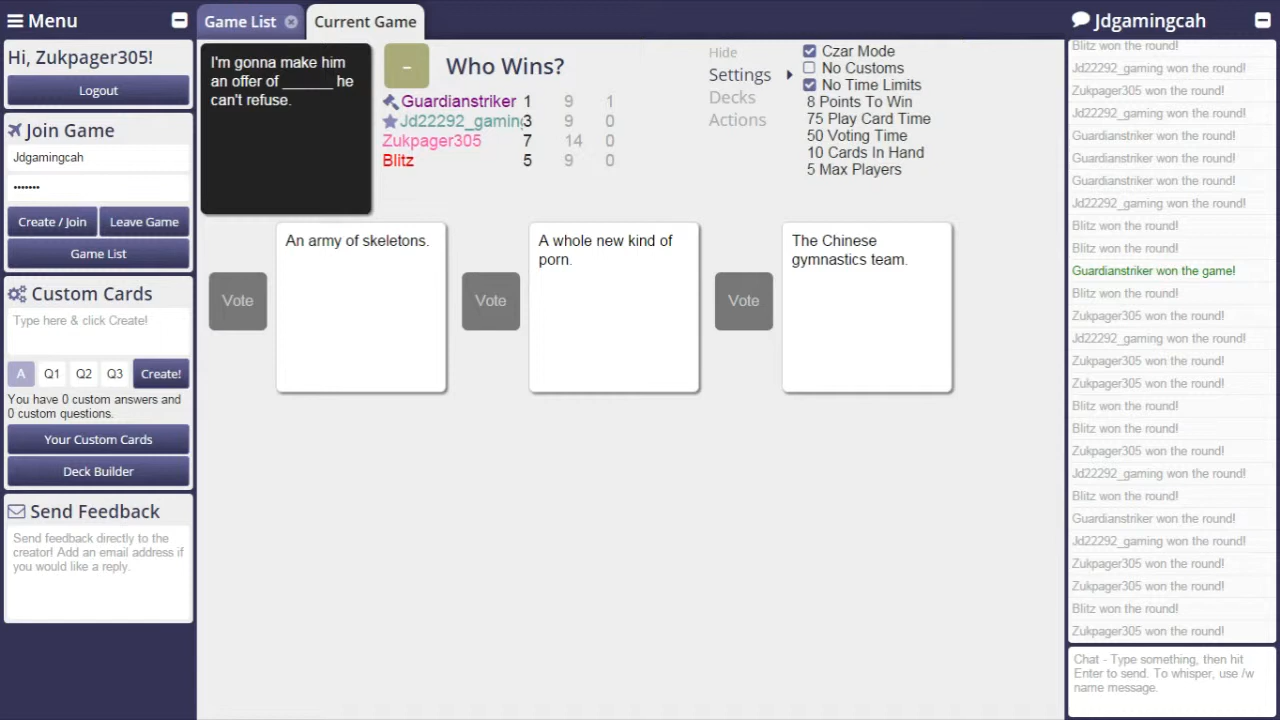 Menu
Hi, Zukpager305!
Logout
Join Game
Jdgamingcah
•••••••
Create / Join
Leave Game
Game List
Custom Cards
Type here & click Create!
A
Q1
Q2
Q3
Create!
You have 0 custom answers and
0 custom questions.
Your Custom Cards
Deck Builder
Send Feedback
Send feedback directly to the
creator! Add an email address if
you would like a reply.
Game List
Current Game
I'm gonna make him
an offer of ______ he
can't refuse.
–
Who Wins?
Guardianstriker 1 9 1
Jd22292_gaming 3 9 0
Zukpager305 7 14 0
Blitz 5 9 0
Hide
Settings
Decks
Actions
Czar Mode
No Customs
No Time Limits
8 Points To Win
75 Play Card Time
50 Voting Time
10 Cards In Hand
5 Max Players
Vote
An army of skeletons.
Vote
A whole new kind of
porn.
Vote
The Chinese
gymnastics team.
Jdgamingcah
Blitz won the round!
Jd22292_gaming won the round!
Zukpager305 won the round!
Jd22292_gaming won the round!
Guardianstriker won the round!
Guardianstriker won the round!
Guardianstriker won the round!
Jd22292_gaming won the round!
Blitz won the round!
Blitz won the round!
Guardianstriker won the game!
Blitz won the round!
Zukpager305 won the round!
Jd22292_gaming won the round!
Zukpager305 won the round!
Zukpager305 won the round!
Blitz won the round!
Blitz won the round!
Zukpager305 won the round!
Jd22292_gaming won the round!
Blitz won the round!
Guardianstriker won the round!
Jd22292_gaming won the round!
Zukpager305 won the round!
Zukpager305 won the round!
Blitz won the round!
Zukpager305 won the round!
Chat - Type something, then hit
Enter to send. To whisper, use /w
name message.